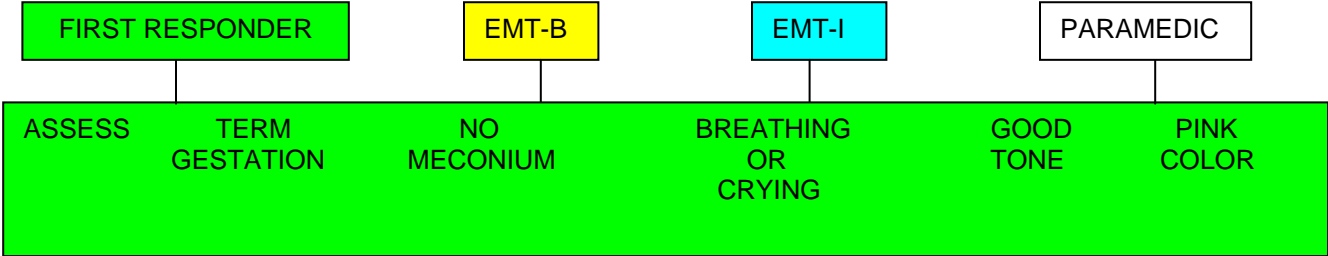 FIRST RESPONDER EMT-B EMT-I PARAMEDIC
ASSESS TERM NO BREATHING GOOD PINK
GESTATION MECONIUM OR TONE COLOR
CRYING